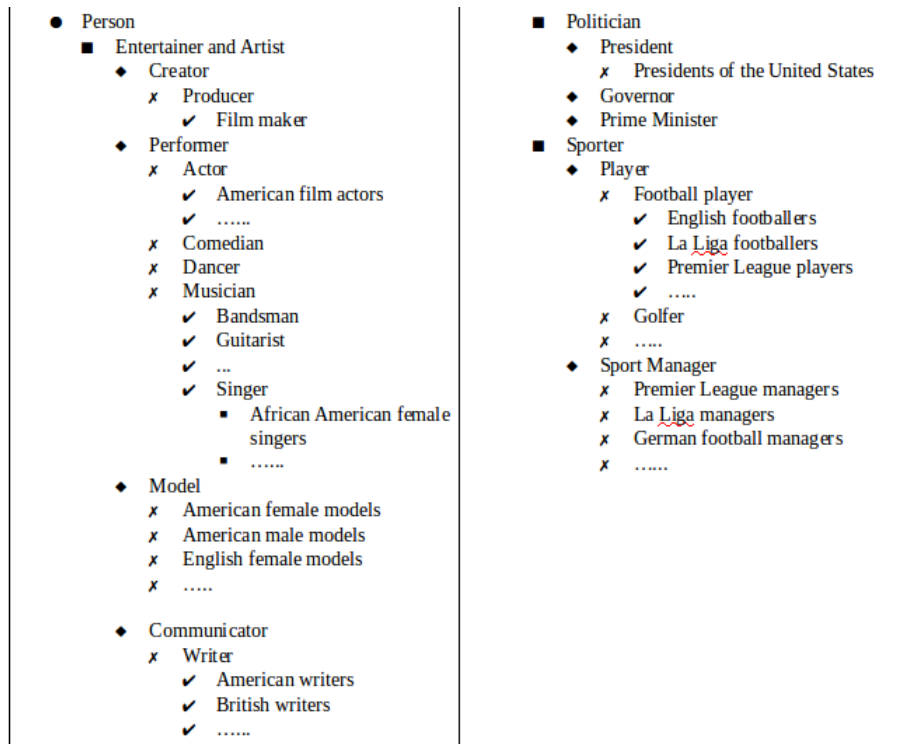 ● Person
■ Entertainer and Artist
◆ Creator
✗ Producer
✔ Film maker
◆ Performer
✗ Actor
✔ American film actors
✔ ……
✗ Comedian
✗ Dancer
✗ Musician
✔ Bandsman
✔ Guitarist
✔ ...
✔ Singer
▪ African American female
singers
▪ ……
◆ Model
✗ American female models
✗ American male models
✗ English female models
✗ …..
◆ Communicator
✗ Writer
✔ American writers
✔ British writers
✔ ……
■ Politician
◆ President
✗ Presidents of the United States
◆ Governor
◆ Prime Minister
■ Sporter
◆ Player
✗ Football player
✔ English footballers
✔ La Liga footballers
✔ Premier League players
✔ …..
✗ Golfer
✗ …..
◆ Sport Manager
✗ Premier League managers
✗ La Liga managers
✗ German football managers
✗ ……